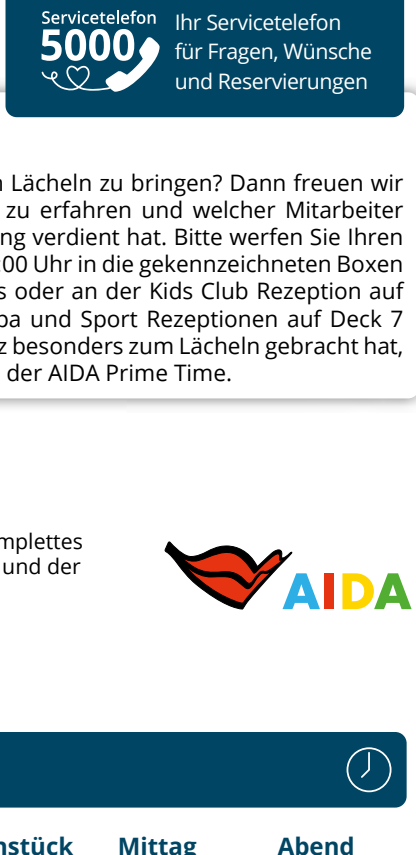 Servicetelefon
5000
Ihr Servicetelefon
für Fragen, Wünsche
und Reservierungen
Lächeln zu bringen? Dann freuen wir
zu erfahren und welcher Mitarbeiter
ng verdient hat. Bitte werfen Sie Ihren
:00 Uhr in die gekennzeichneten Boxen
s oder an der Kids Club Rezeption auf
pa und Sport Rezeptionen auf Deck 7
z besonders zum Lächeln gebracht hat,
der AIDA Prime Time.
mplettes
und der
AIDA
stück Mittag Abend